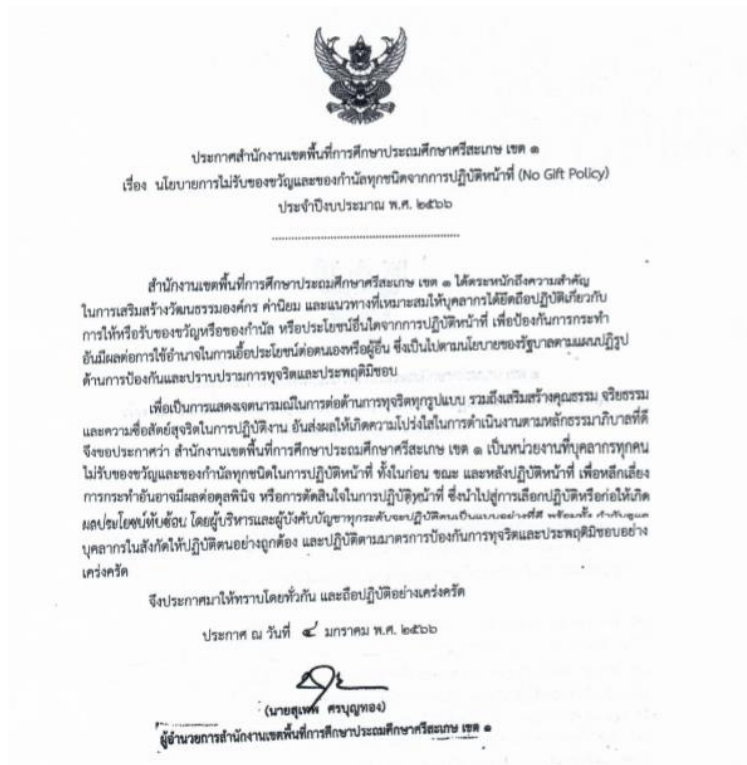 ประกาศสำนักงานเขตพื้นที่การศึกษาประถมศึกษาศรีสะเกษ เขต ๑
เรื่อง นโยบายการไม่รับของขวัญและของกำนัลทุกชนิดจากการปฏิบัติหน้าที่ (No Gift Policy)
ประจำปีงบประมาณ พ.ศ. ๒๕๖๖
สำนักงานเขตพื้นที่การศึกษาประถมศึกษาศรีสะเกษ เขต ๑ ได้ตระหนักถึงความสำคัญ
ในการเสริมสร้างวัฒนธรรมองค์กร ค่านิยม และแนวทางที่เหมาะสมให้บุคลากรได้ยึดถือปฏิบัติเกี่ยวกับ
การให้หรือรับของขวัญหรือของกำนัล หรือประโยชน์อื่นใดจากการปฏิบัติหน้าที่ เพื่อป้องกันการกระทำ
อันมีผลต่อการใช้อำนาจในการเอื้อประโยชน์ต่อตนเองหรือผู้อื่น ซึ่งเป็นไปตามนโยบายของรัฐบาลตามแผนปฏิรูป
ด้านการป้องกันและปราบปรามการทุจริตและประพฤติมิชอบ
เพื่อเป็นการแสดงเจตนารมณ์ในการต่อต้านการทุจริตทุกรูปแบบ รวมถึงเสริมสร้างคุณธรรม จริยธรรม
และความซื่อสัตย์สุจริตในการปฏิบัติงาน อันส่งผลให้เกิดความโปร่งใสในการดำเนินงานตามหลักธรรมาภิบาลที่ดี
จึงขอประกาศว่า สำนักงานเขตพื้นที่การศึกษาประถมศึกษาศรีสะเกษ เขต ๑ เป็นหน่วยงานที่บุคลากรทุกคน
ไม่รับของขวัญและของกำนัลทุกชนิดในการปฏิบัติหน้าที่ ทั้งในก่อน ขณะ และหลังปฏิบัติหน้าที่ เพื่อหลีกเลี่ยง
การกระทำอันอาจมีผลต่อดุลพินิจ หรือการตัดสินใจในการปฏิบัติหน้าที่ ซึ่งนำไปสู่การเลือกปฏิบัติหรือก่อให้เกิด
ผลประโยชน์ทับซ้อน โดยผู้บริหารและผู้บังคับบัญชาทุกระดับจะปฏิบัติตนเป็นแบบอย่างที่ดี พร้อมทั้ง กำกับดูแล
บุคลากรในสังกัดให้ปฏิบัติตนอย่างถูกต้อง และปฏิบัติตามมาตรการป้องกันการทุจริตและประพฤติมิชอบอย่าง
เคร่งครัด
จึงประกาศมาให้ทราบโดยทั่วกัน และถือปฏิบัติอย่างเคร่งครัด
ประกาศ ณ วันที่ ๔ มกราคม พ.ศ. ๒๕๖๖
(นายสุเทพ ศรบุญทอง)
ผู้อำนวยการสำนักงานเขตพื้นที่การศึกษาประถมศึกษาศรีสะเกษ เขต ๑